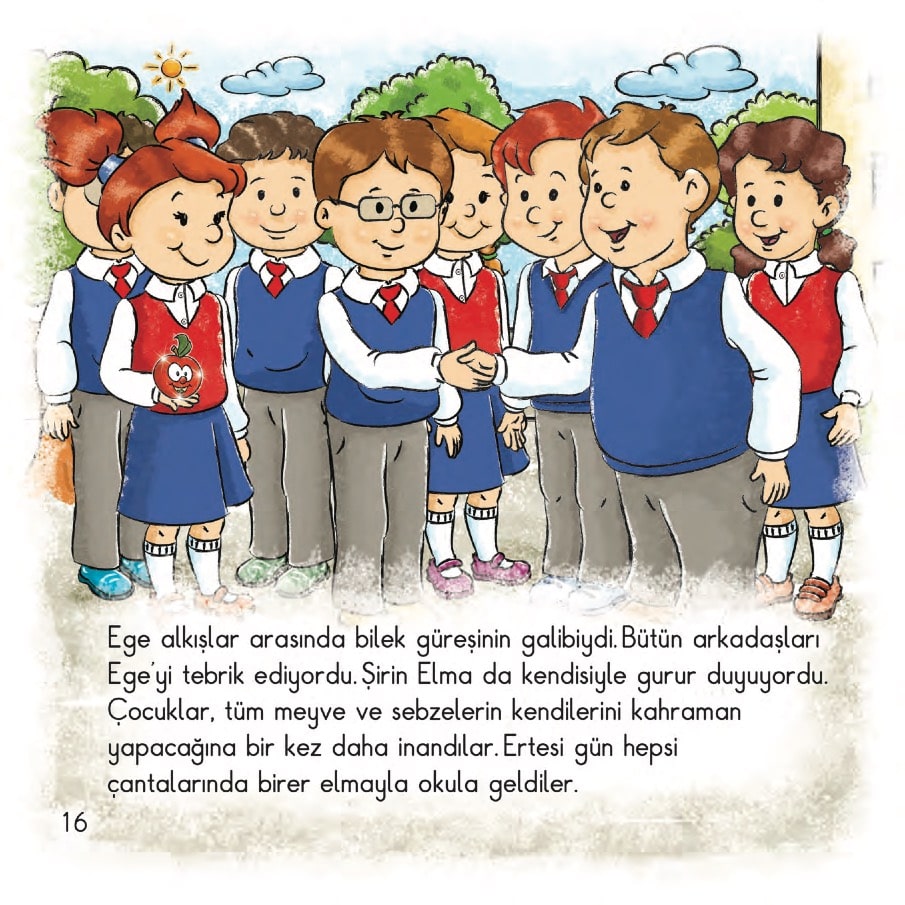 Ege alkışlar arasında bilek güreşinin galibiydi. Bütün arkadaşları
Ege'yi tebrik ediyordu. Şirin Elma da kendisiyle gurur duyuyordu.
Çocuklar, tüm meyve ve sebzelerin kendilerini kahraman
yapacağına bir kez daha inandılar. Ertesi gün hepsi
çantalarında birer elmayla okula geldiler.
16